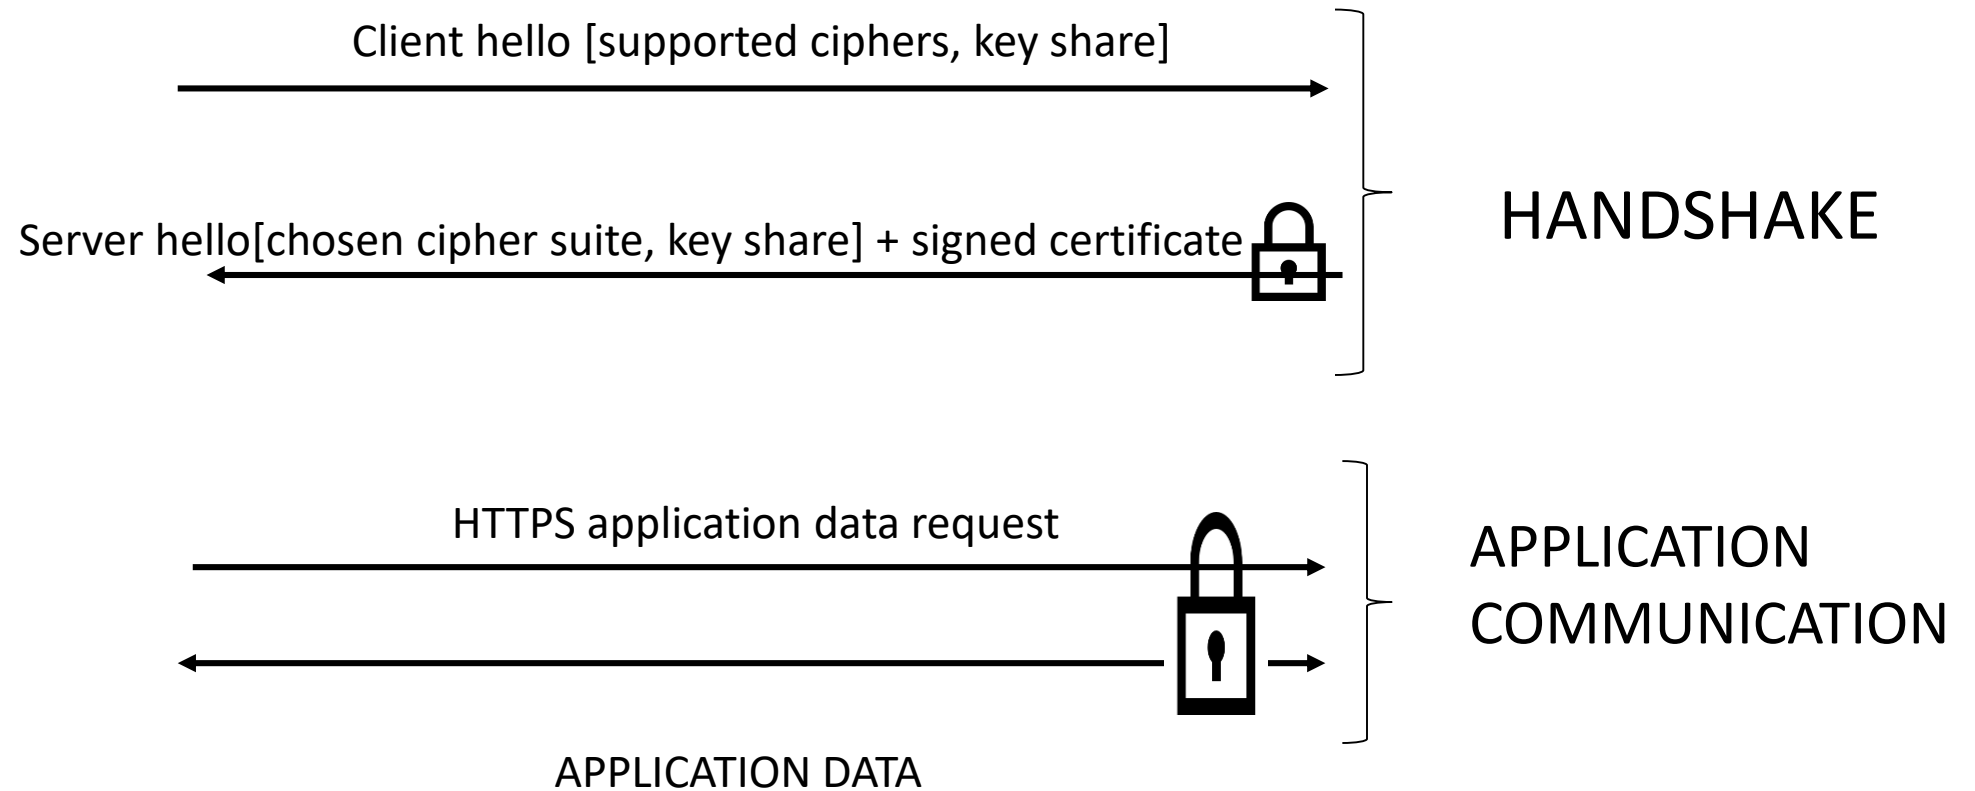 Client hello [supported ciphers, key share]
Server hello[chosen cipher suite, key share] + signed certificate
HANDSHAKE
HTTPS application data request
APPLICATION
COMMUNICATION
APPLICATION DATA